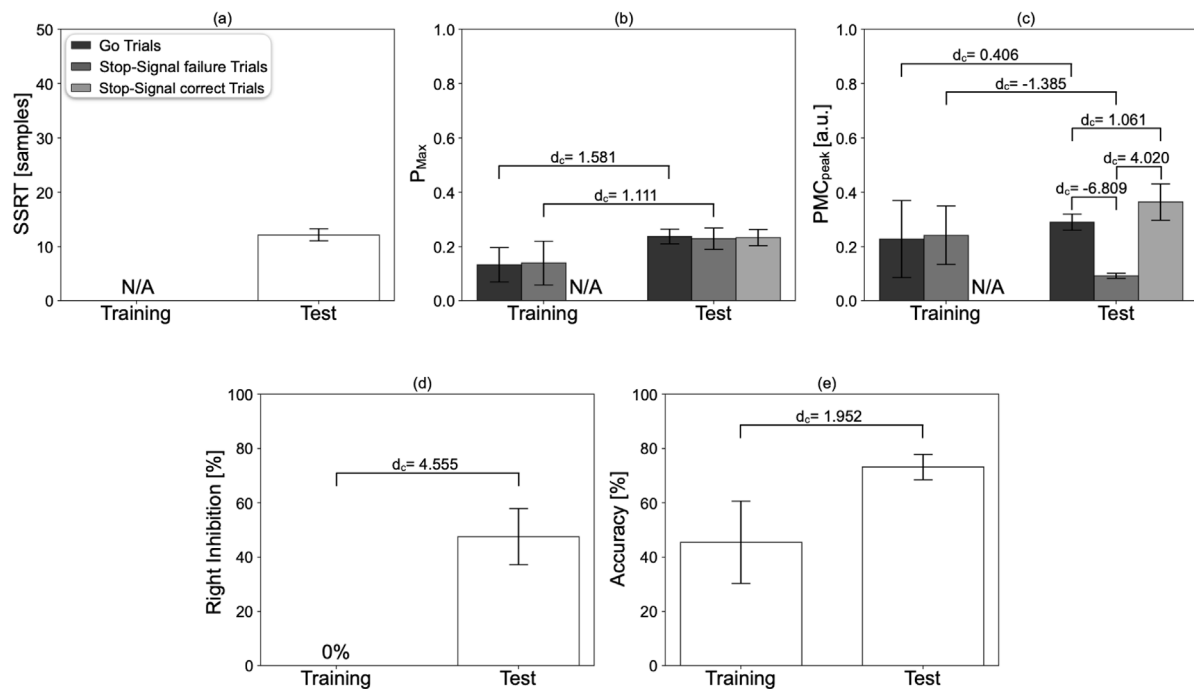 (a)
50
40
30
20
10
0
SSRT [samples]
Go Trials
Stop-Signal failure Trials
Stop-Signal correct Trials
N/A
Training
Test
(b)
1.0
0.8
0.6
0.4
0.2
0.0
PMax
dc= 1.581
dc= 1.111
N/A
Training
Test
(c)
1.0
0.8
0.6
0.4
0.2
0.0
PMCpeak [a.u.]
dc= 0.406
dc= -1.385
dc= 1.061
dc= 4.020
dc= -6.809
N/A
Training
Test
(d)
100
80
60
40
20
0
Right Inhibition [%]
dc= 4.555
0%
Training
Test
(e)
100
80
60
40
20
0
Accuracy [%]
dc= 1.952
Training
Test